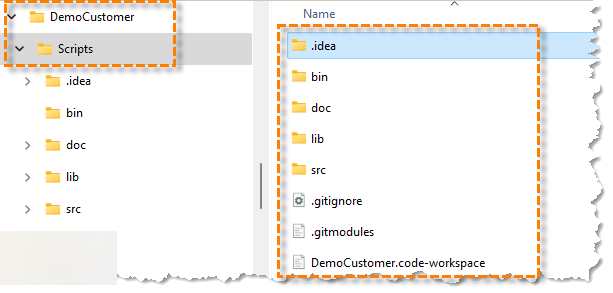 DemoCustomer
Scripts
.idea
bin
doc
lib
src
Name
.idea
bin
doc
lib
src
.gitignore
.gitmodules
DemoCustomer.code-workspace